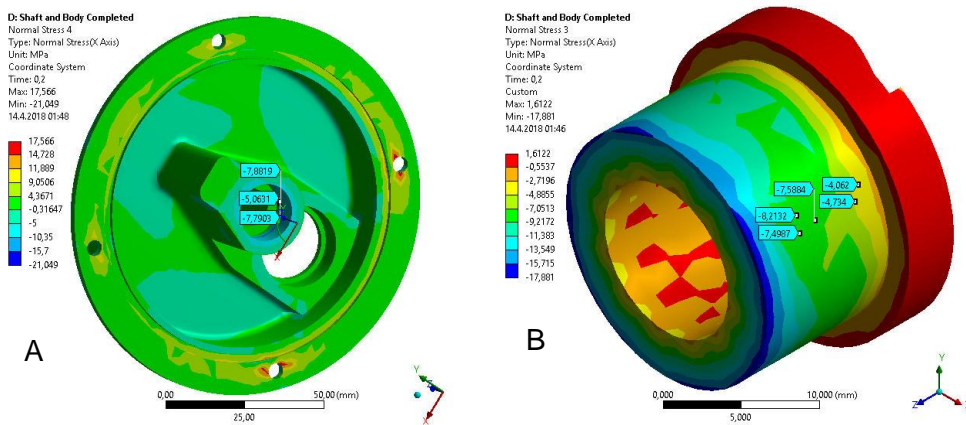 D: Shaft and Body Completed
Normal Stress 4
Type: Normal Stress(X Axis)
Unit: MPa
Coordinate System
Time: 0,2
Max: 17,566
Min: -21,049
14.4.2018 01:48
17,566
14,728
11,889
9,0506
4,3671
-0,31647
-5
-10,35
-15,7
-21,049
-7,8819
-5,0631
-7,7903
A
0,00
50,00 (mm)
25,00
Y
Z
X
D: Shaft and Body Completed
Normal Stress 3
Type: Normal Stress(X Axis)
Unit: MPa
Coordinate System
Time: 0,2
Custom
Max: 1,6122
Min: -17,881
14.4.2018 01:46
1,6122
-0,5537
-2,7196
-4,8855
-7,0513
-9,2172
-11,383
-13,549
-15,715
-17,881
-7,5884
-4,062
-4,734
-8,2132
-7,4987
B
0,000
10,000 (mm)
5,000
Y
Z